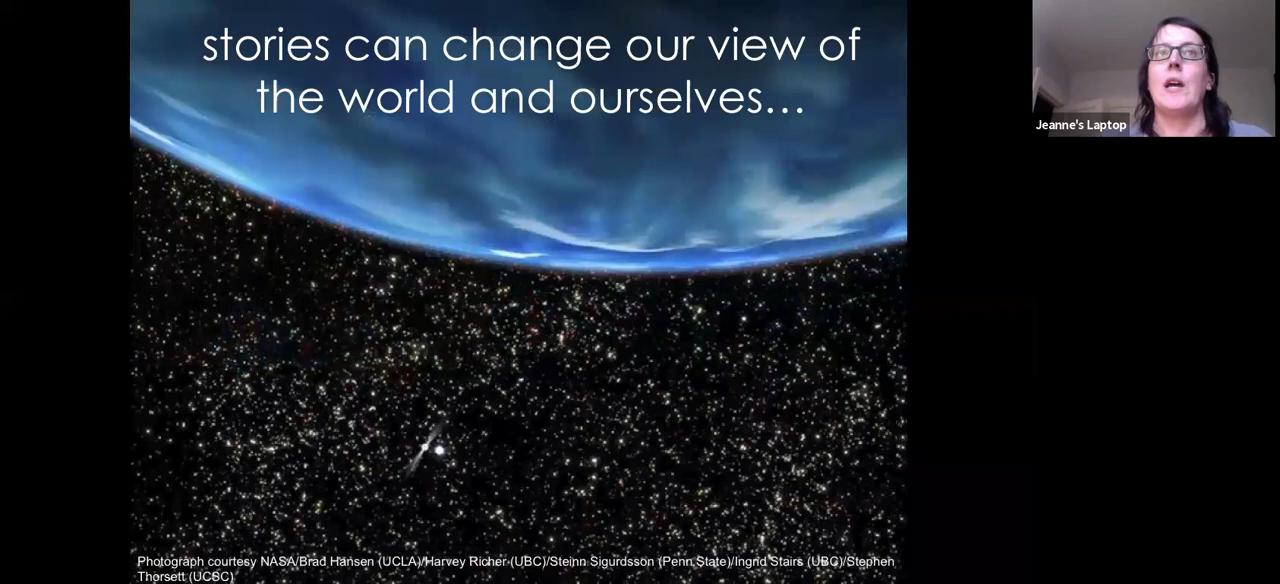 stories can change our view of
the world and ourselves…
Jeanne's Laptop
Photograph courtesy NASA/Brad Hansen (UCLA)/Harvey Richer (UBC)/Steinn Sigurdsson (Penn State)/Ingrid Stairs (UBC)/Stephen
Thorsett (UCSC)